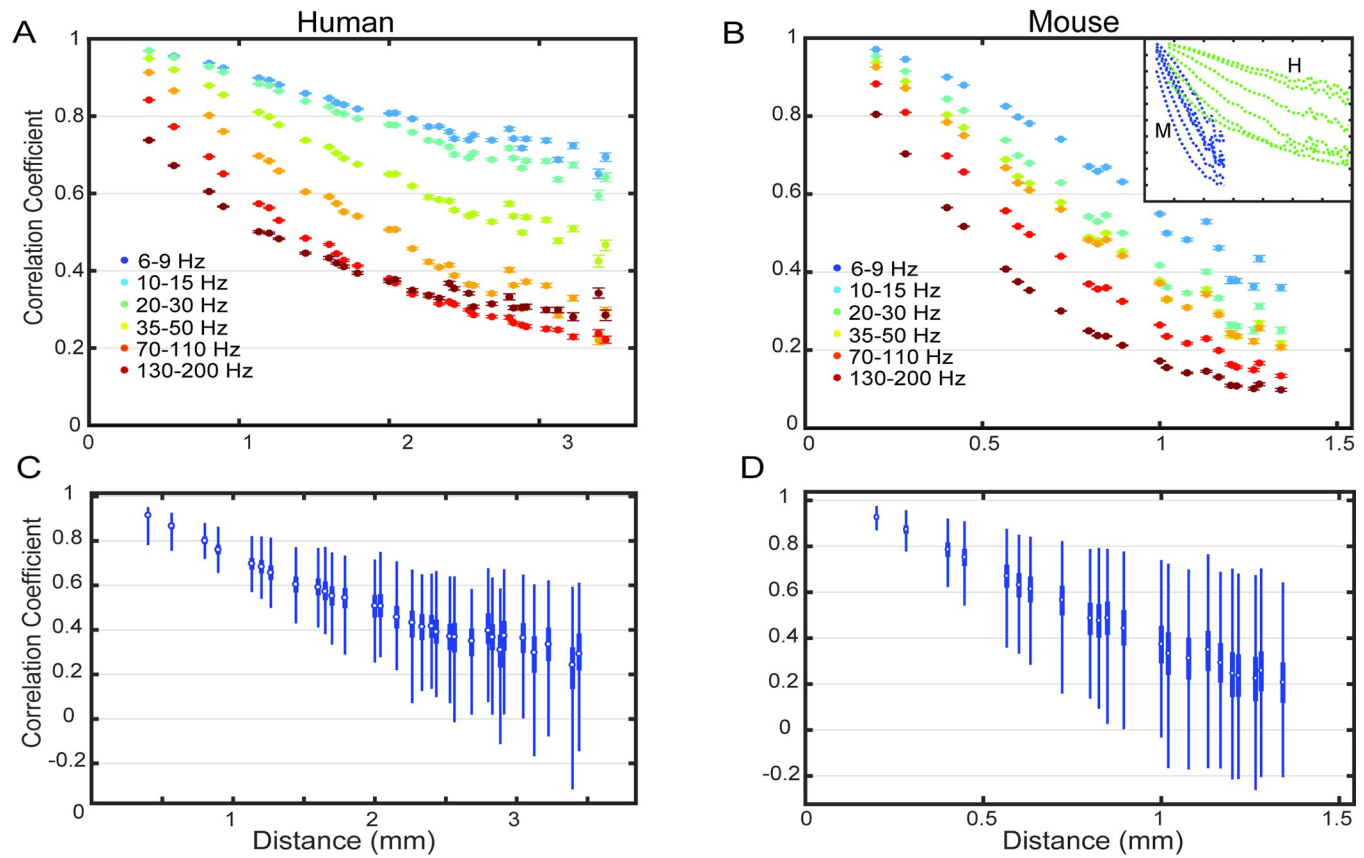 A
Human
B
Mouse
Correlation Coefficient
1
0.8
0.6
0.4
0.2
0
6-9 Hz
10-15 Hz
20-30 Hz
35-50 Hz
70-110 Hz
130-200 Hz
0
1
2
3
1
0.8
0.6
0.4
0.2
0
H
M
6-9 Hz
10-15 Hz
20-30 Hz
35-50 Hz
70-110 Hz
130-200 Hz
0
0.5
1
1.5
C
D
Correlation Coefficient
1
0.8
0.6
0.4
0.2
0
-0.2
0
1
2
3
Distance (mm)
1
0.8
0.6
0.4
0.2
0
-0.2
0
0.5
1
1.5
Distance (mm)